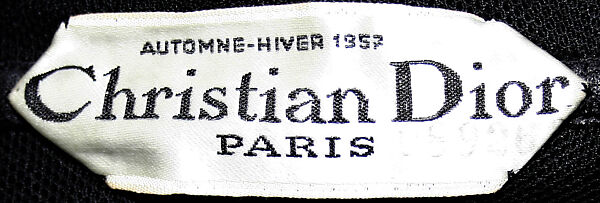 AUTOMNE-HIVER 1957
Christian Dior
PARIS